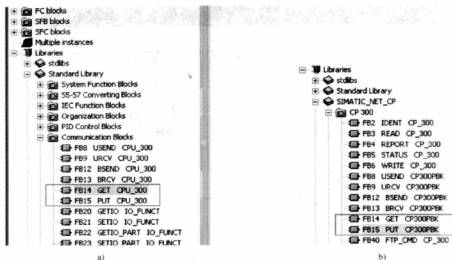 FC blocks
SFB blocks
SFC blocks
Multiple instances
Libraries
stdlibs
Standard Library
System Function Blocks
S5-S7 Converting Blocks
IEC Function Blocks
Organization Blocks
PID Control Blocks
Communication Blocks
FB8 USEND CPU_300
FB9 URCV CPU_300
FB12 BSEND CPU_300
FB13 BRCV CPU_300
FB14 GET CPU_300
FB15 PUT CPU_300
FB20 GETIO IO_FUNCT
FB21 SETIO IO_FUNCT
FB22 GETIO_PART IO_FUNCT
FB23 SETIO PART IO FUNCT
a)
Libraries
stdlibs
Standard Library
SIMATIC_NET_CP
CP 300
FB2 IDENT CP_300
FB3 READ CP_300
FB4 REPORT CP_300
FB5 STATUS CP_300
FB6 WRITE CP_300
FB8 USEND CP300PBK
FB9 URCV CP300PBK
FB12 BSEND CP300PBK
FB13 BRCV CP300PBK
FB14 GET CP300PBK
FB15 PUT CP300PBK
FB40 FTP_CMD CP_300
b)